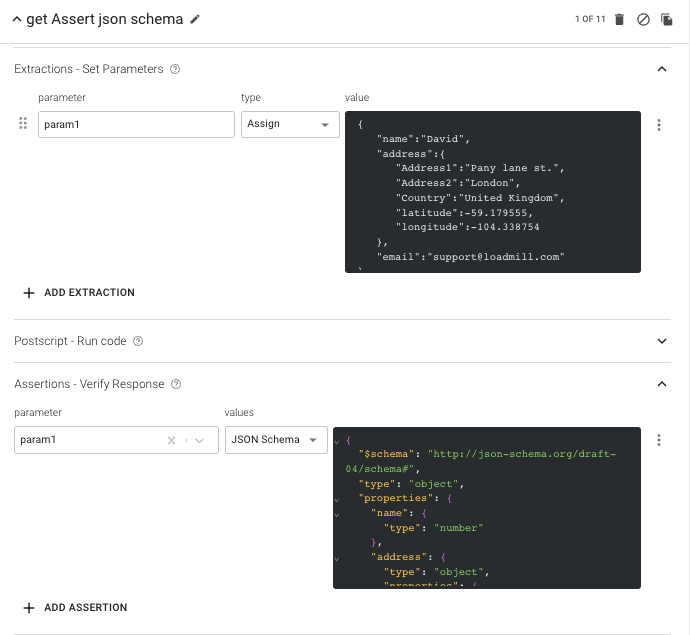 get Assert json schema
1 OF 11
Extractions - Set Parameters
parameter type value
param1
Assign
{
"name":"David",
"address":{
"Address1":"Pany lane st.",
"Address2":"London",
"Country":"United Kingdom",
"latitude":-59.179555,
"longitude":-104.338754
},
"email":"support@loadmill.com"
ADD EXTRACTION
Postscript - Run code
Assertions - Verify Response
parameter values
param1
JSON Schema
{
"$schema": "http://json-schema.org/draft-
04/schema#",
"type": "object",
"properties": {
"name": {
"type": "number"
},
"address": {
"type": "object",
"properties": {
ADD ASSERTION